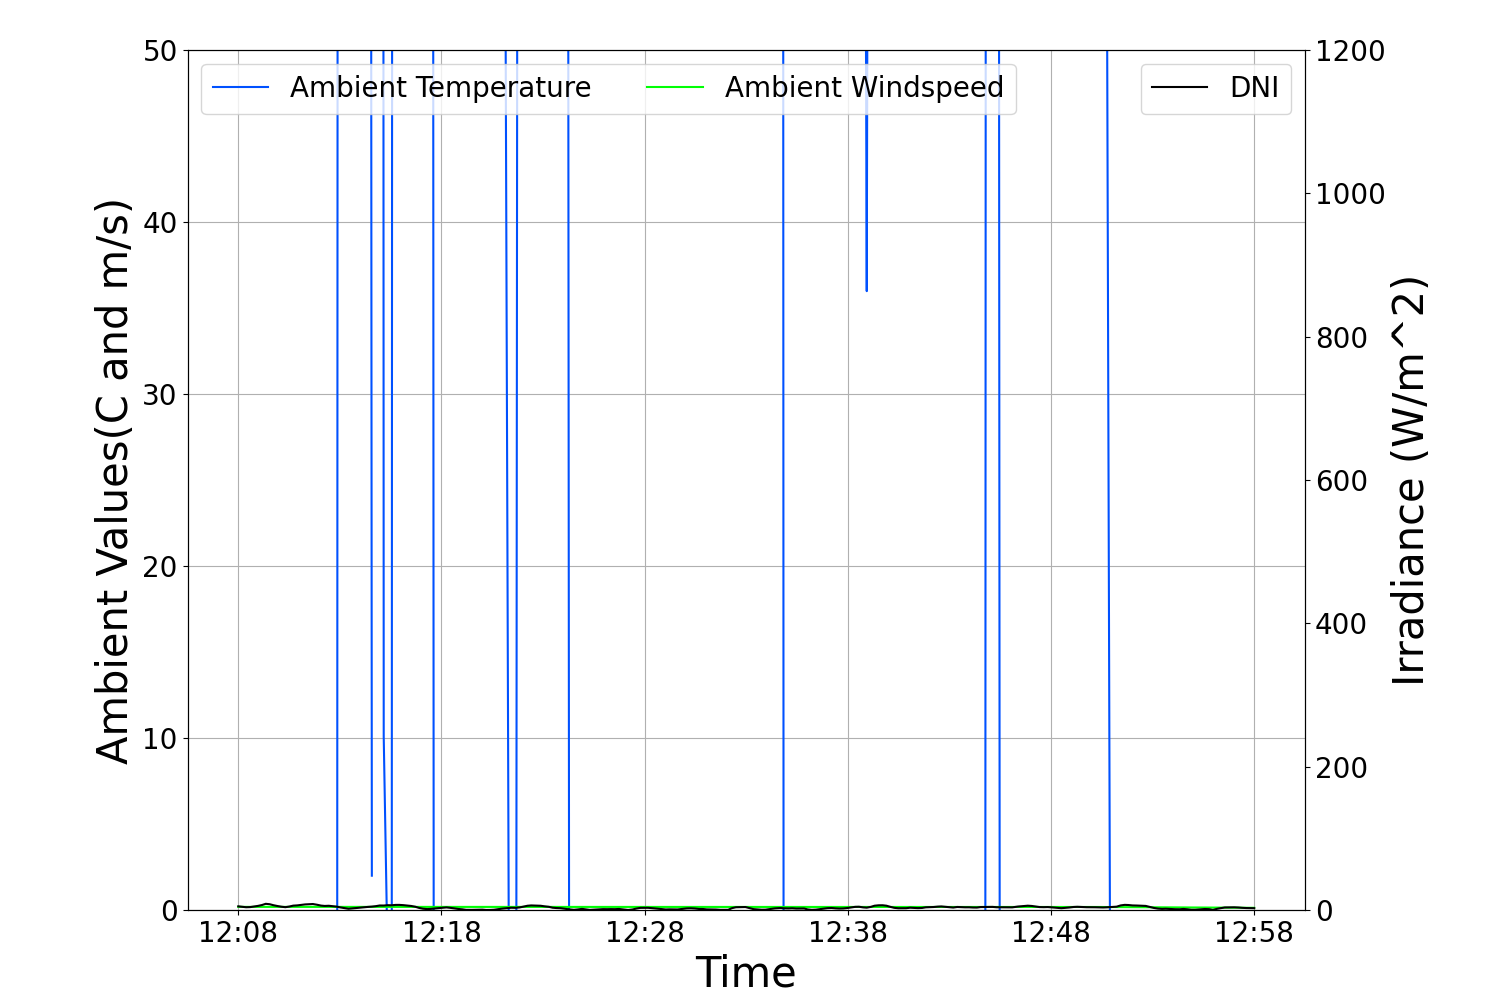 Ambient Temperature
Ambient Windspeed
DNI
Ambient Values(C and m/s)
50
40
30
20
10
0
1200
1000
800
600
400
200
0
Irradiance (W/m^2)
12:08 12:18 12:28 12:38 12:48 12:58
Time